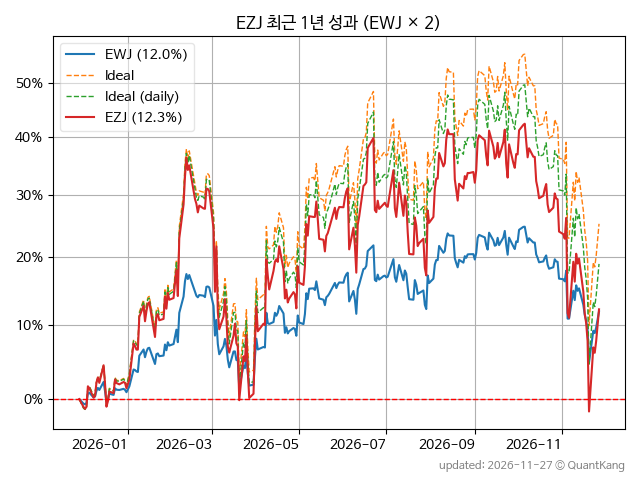 EZJ 최근 1년 성과 (EWJ × 2)
EWJ (12.0%)
Ideal
Ideal (daily)
EZJ (12.3%)
50%
40%
30%
20%
10%
0%
2026-01 2026-03 2026-05 2026-07 2026-09 2026-11
updated: 2026-11-27 © QuantKang